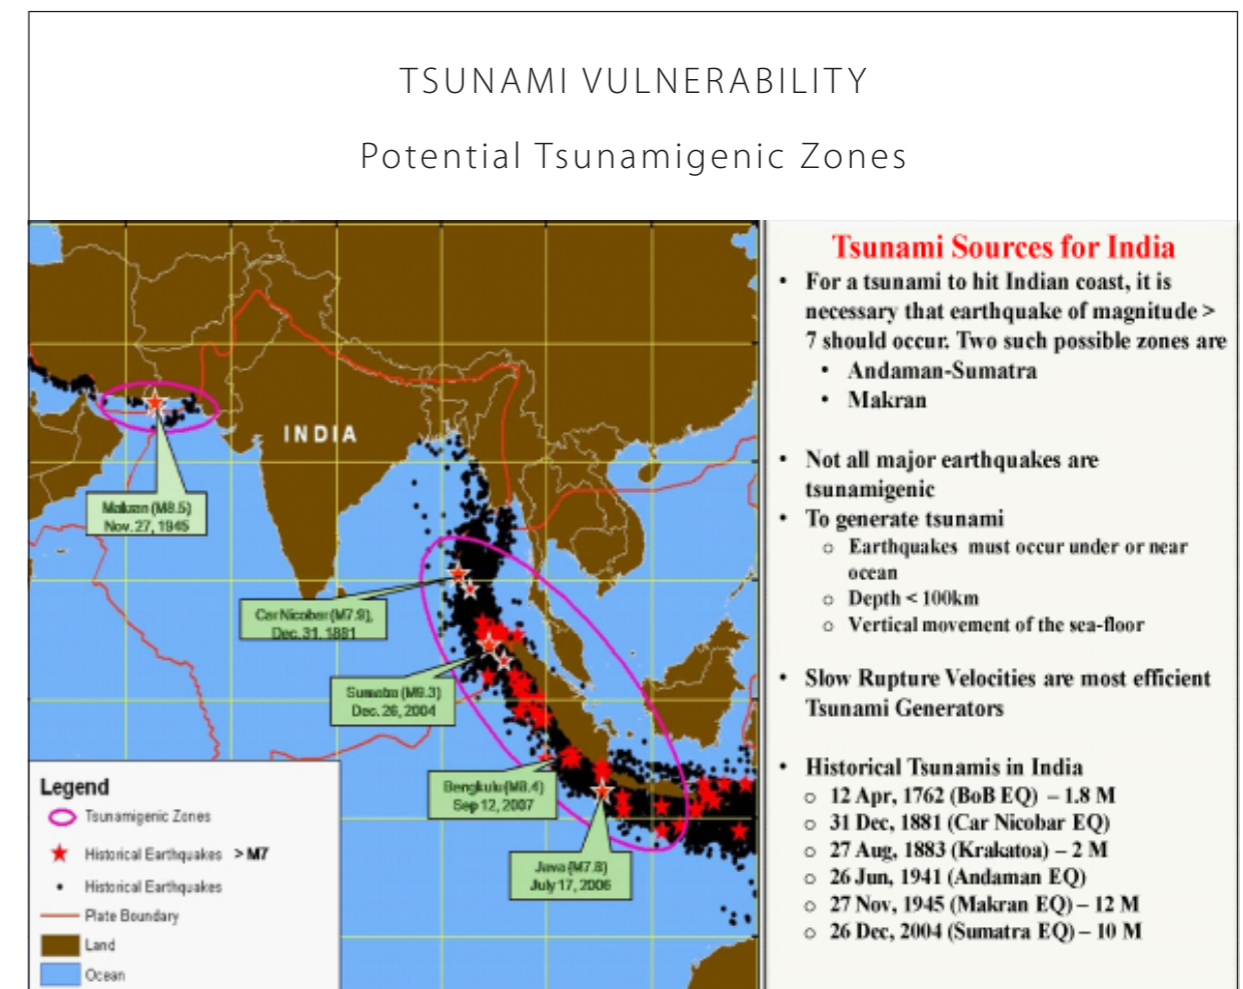 TSUNAMI VULNERABILITY
Potential Tsunamigenic Zones
INDIA
Makran (M8.5)
Nov. 27, 1945
Car Nicobar (M7.9),
Dec. 31, 1881
Sumatra (M9.3)
Dec. 26, 2004
Bengkulu (M8.4)
Sep 12, 2007
Java (M7.8)
July 17, 2006
Legend
Tsunamigenic Zones
Historical Earthquakes > M7
Historical Earthquakes
Plate Boundary
Land
Ocean
Tsunami Sources for India
• For a tsunami to hit Indian coast, it is
necessary that earthquake of magnitude >
7 should occur. Two such possible zones are
• Andaman-Sumatra
• Makran
• Not all major earthquakes are
tsunamigenic
• To generate tsunami
o Earthquakes must occur under or near
ocean
o Depth < 100km
o Vertical movement of the sea-floor
• Slow Rupture Velocities are most efficient
Tsunami Generators
• Historical Tsunamis in India
o 12 Apr, 1762 (BoB EQ) – 1.8 M
o 31 Dec, 1881 (Car Nicobar EQ)
o 27 Aug, 1883 (Krakatoa) – 2 M
o 26 Jun, 1941 (Andaman EQ)
o 27 Nov, 1945 (Makran EQ) – 12 M
o 26 Dec, 2004 (Sumatra EQ) – 10 M